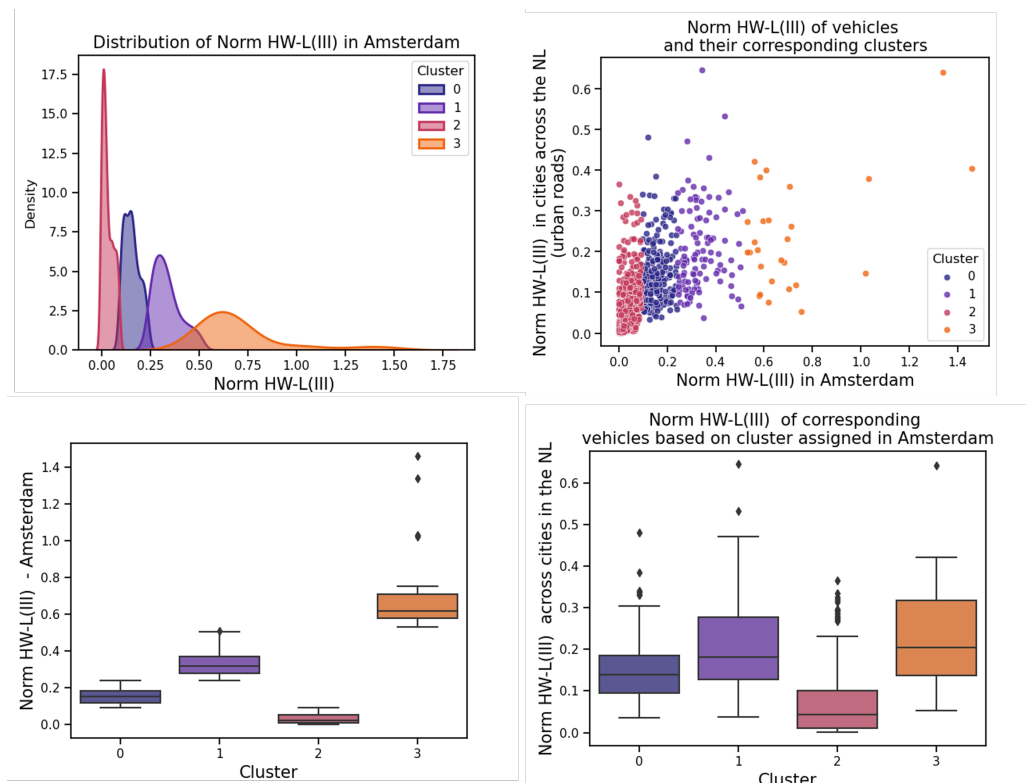 Distribution of Norm HW-L(III) in Amsterdam
Density
17.5
15.0
12.5
10.0
7.5
5.0
2.5
0.0
0.00 0.25 0.50 0.75 1.00 1.25 1.50 1.75
Norm HW-L(III)
Cluster
0
1
2
3
Norm HW-L(III) of vehicles
and their corresponding clusters
Norm HW-L(III) in cities across the NL
(urban roads)
0.6
0.5
0.4
0.3
0.2
0.1
0.0
0.0 0.2 0.4 0.6 0.8 1.0 1.2 1.4
Norm HW-L(III) in Amsterdam
Cluster
0
1
2
3
Norm HW-L(III) - Amsterdam
1.4
1.2
1.0
0.8
0.6
0.4
0.2
0.0
0 1 2 3
Cluster
Norm HW-L(III) of corresponding
vehicles based on cluster assigned in Amsterdam
Norm HW-L(III) across cities in the NL
0.6
0.5
0.4
0.3
0.2
0.1
0.0
0 1 2 3
Cluster